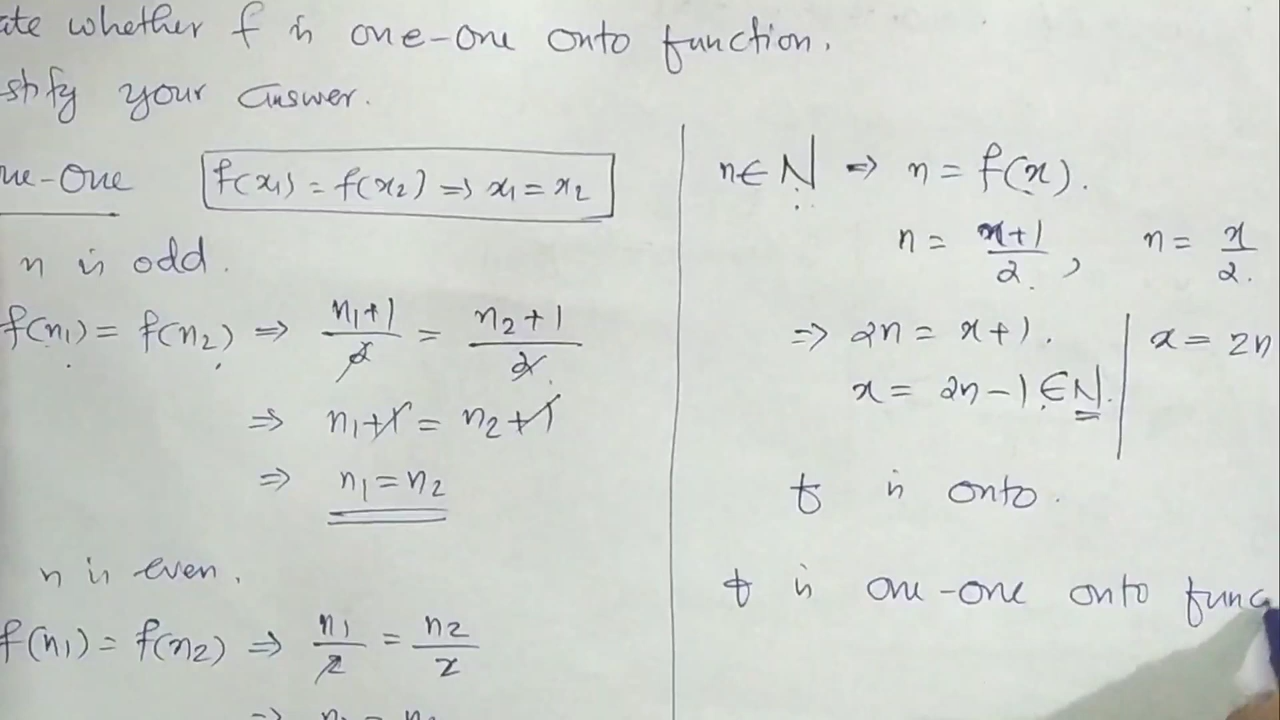 ate whether f is one-one onto function.
stify your answer.
ne-One f(x₁) = f(x₂) ⇒ x₁ = x₂
n is odd.
f(n₁) = f(n₂) ⇒ n₁+1/2 = n₂+1/2
⇒ n₁+1 = n₂+1
⇒ n₁ = n₂
n is even.
f(n₁) = f(n₂) ⇒ n₁/2 = n₂/2
⇒ n₁ = n₂
n ∈ N ⇒ n = f(x).
n = x+1/2, n = x/2.
⇒ 2n = x+1. x = 2n
x = 2n-1 ∈ N.
f is onto.
f is one-one onto func